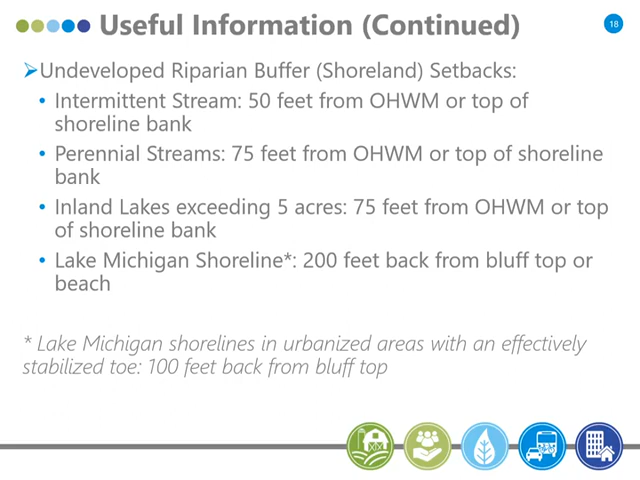 Useful Information (Continued)
18
➢Undeveloped Riparian Buffer (Shoreland) Setbacks:
• Intermittent Stream: 50 feet from OHWM or top of
shoreline bank
• Perennial Streams: 75 feet from OHWM or top of shoreline
bank
• Inland Lakes exceeding 5 acres: 75 feet from OHWM or top
of shoreline bank
• Lake Michigan Shoreline*: 200 feet back from bluff top or
beach
* Lake Michigan shorelines in urbanized areas with an effectively
stabilized toe: 100 feet back from bluff top